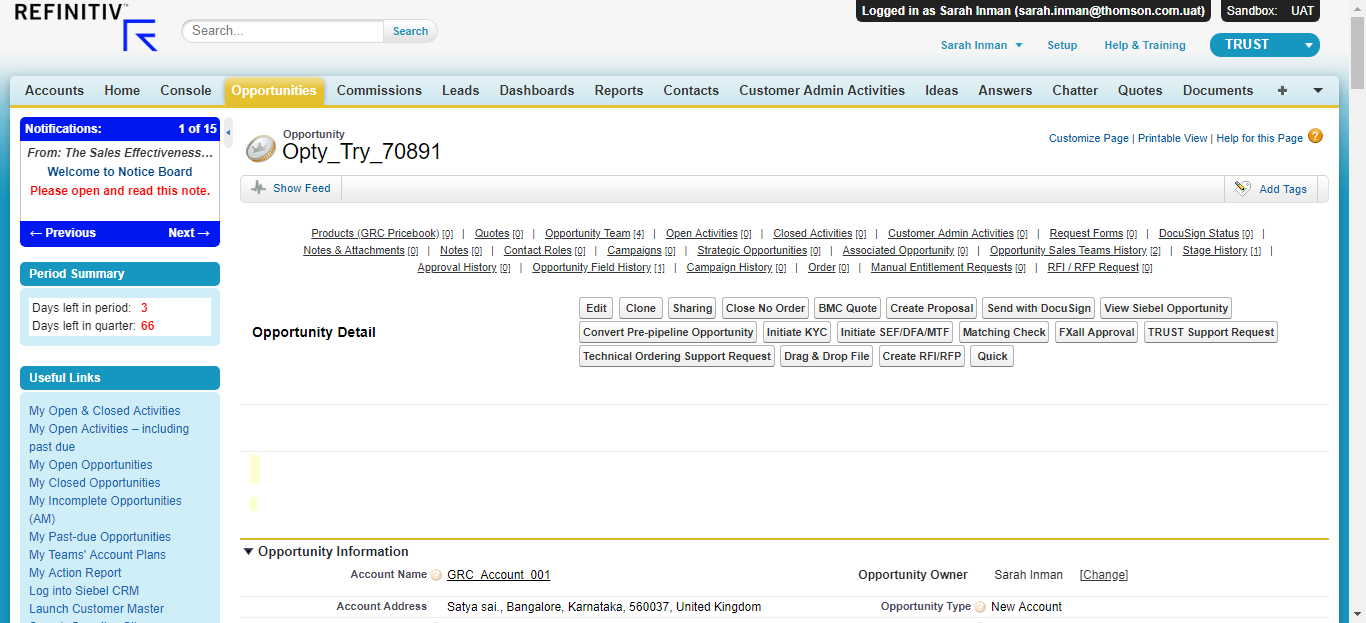 REFINITIV™
Search...
Search
Logged in as Sarah Inman (sarah.inman@thomson.com.uat)
Sandbox: UAT
Sarah Inman
Setup
Help & Training
TRUST
Accounts Home Console Opportunities Commissions Leads Dashboards Reports Contacts Customer Admin Activities Ideas Answers Chatter Quotes Documents +
Notifications: 1 of 15
From: The Sales Effectiveness...
Welcome to Notice Board
Please open and read this note.
← Previous Next →
Period Summary
Days left in period: 3
Days left in quarter: 66
Useful Links
My Open & Closed Activities
My Open Activities – including
past due
My Open Opportunities
My Closed Opportunities
My Incomplete Opportunities
(AM)
My Past-due Opportunities
My Teams' Account Plans
My Action Report
Log into Siebel CRM
Launch Customer Master
Opportunity
Opty_Try_70891
Customize Page | Printable View | Help for this Page ?
Show Feed
Add Tags
Products (GRC Pricebook) [0] | Quotes [0] | Opportunity Team [4] | Open Activities [0] | Closed Activities [0] | Customer Admin Activities [0] | Request Forms [0] | DocuSign Status [0] |
Notes & Attachments [0] | Notes [0] | Contact Roles [0] | Campaigns [0] | Strategic Opportunities [0] | Associated Opportunity [0] | Opportunity Sales Teams History [2] | Stage History [1] |
Approval History [0] | Opportunity Field History [1] | Campaign History [0] | Order [0] | Manual Entitlement Requests [0] | RFI / RFP Request [0]
Opportunity Detail
Edit Clone Sharing Close No Order BMC Quote Create Proposal Send with DocuSign View Siebel Opportunity
Convert Pre-pipeline Opportunity Initiate KYC Initiate SEF/DFA/MTF Matching Check FXall Approval TRUST Support Request
Technical Ordering Support Request Drag & Drop File Create RFI/RFP Quick
Opportunity Information
Account Name ? GRC_Account_001
Opportunity Owner Sarah Inman [Change]
Account Address Satya sai., Bangalore, Karnataka, 560037, United Kingdom
Opportunity Type ? New Account